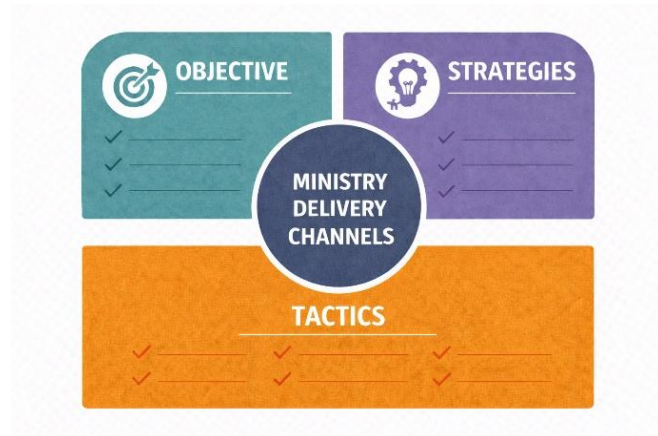 OBJECTIVE
STRATEGIES
MINISTRY
DELIVERY
CHANNELS
TACTICS